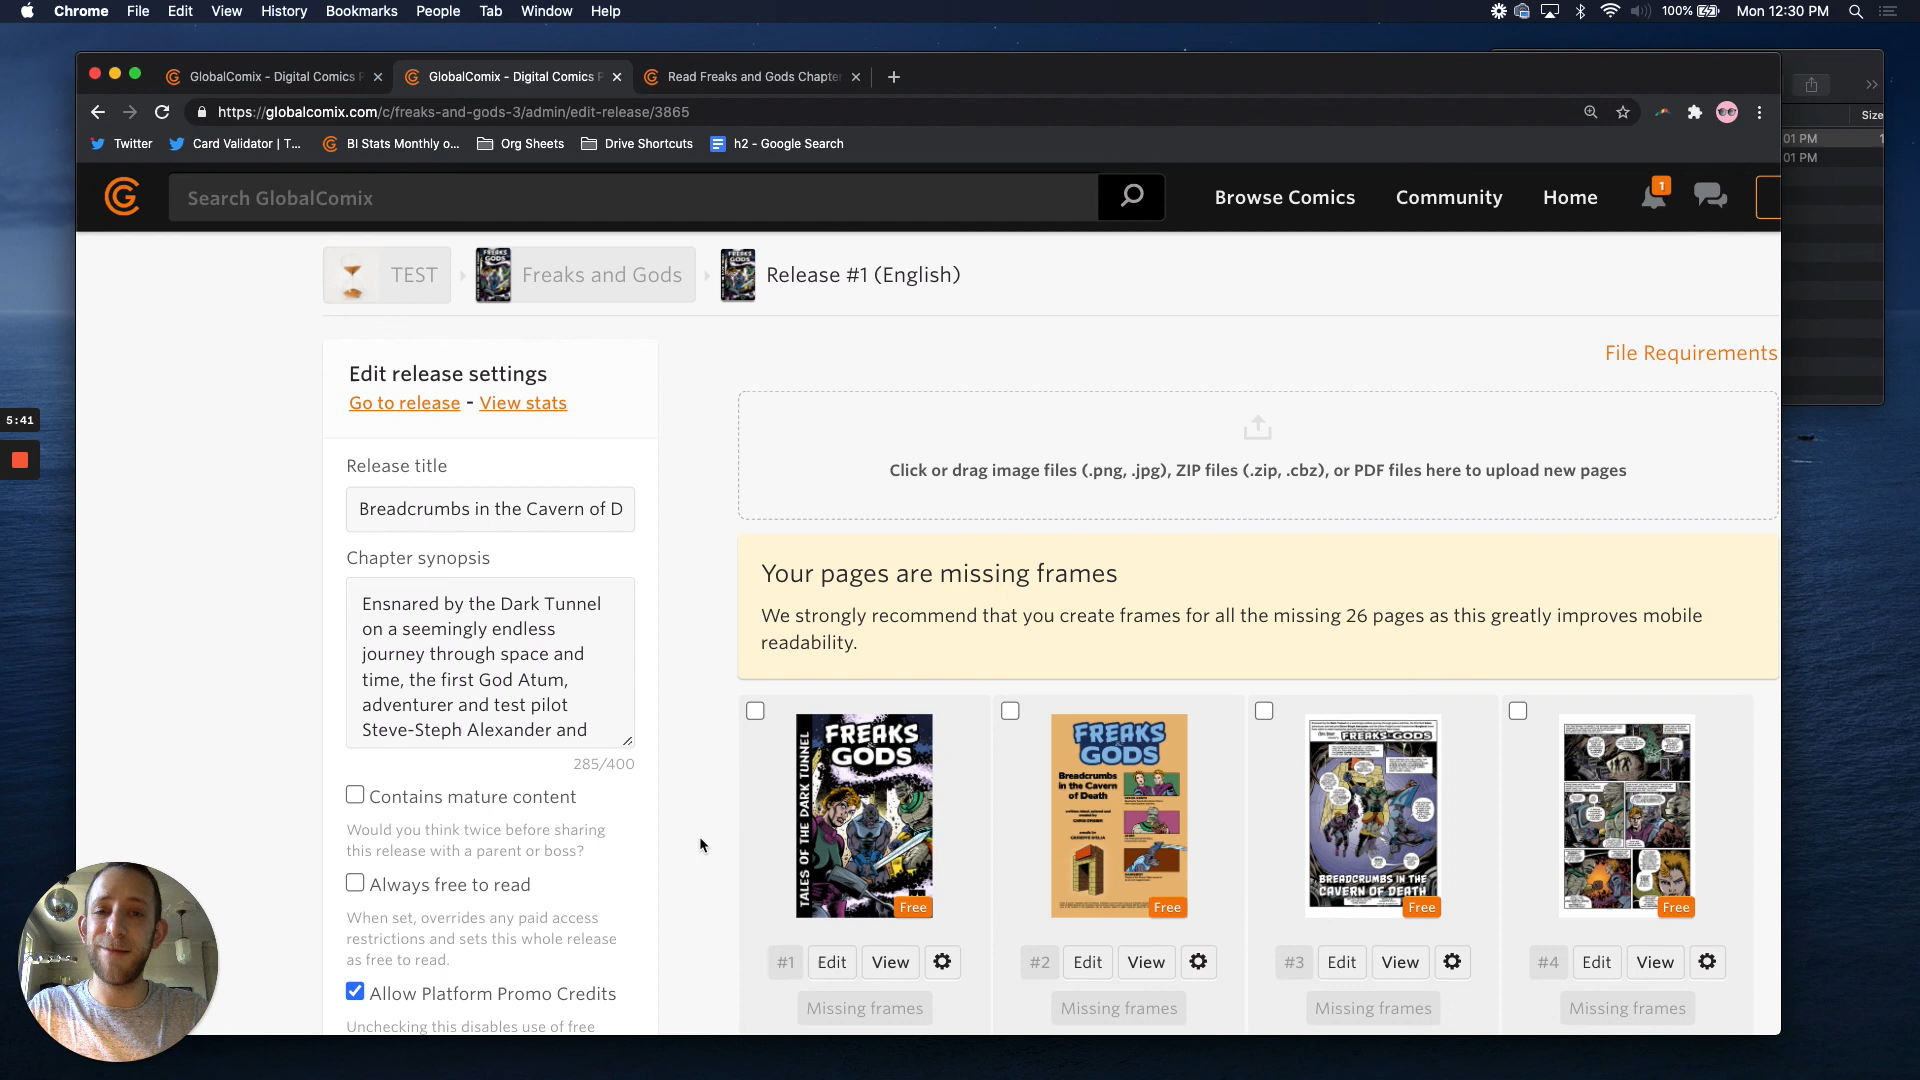 Chrome File Edit View History Bookmarks People Tab Window Help
100% Mon 12:30 PM
GlobalComix - Digital Comics P
GlobalComix - Digital Comics P
Read Freaks and Gods Chapter
https://globalcomix.com/c/freaks-and-gods-3/admin/edit-release/3865
Size
Twitter
Card Validator | T...
BI Stats Monthly o...
Org Sheets
Drive Shortcuts
h2 - Google Search
01 PM
01 PM
Search GlobalComix
Browse Comics
Community
Home
1
TEST
Freaks and Gods
Release #1 (English)
File Requirements
Edit release settings
Go to release - View stats
5:41
Release title
Breadcrumbs in the Cavern of D
Chapter synopsis
Ensnared by the Dark Tunnel
on a seemingly endless
journey through space and
time, the first God Atum,
adventurer and test pilot
Steve-Steph Alexander and
285/400
Contains mature content
Would you think twice before sharing
this release with a parent or boss?
Always free to read
When set, overrides any paid access
restrictions and sets this whole release
as free to read.
Allow Platform Promo Credits
Unchecking this disables use of free
Click or drag image files (.png, .jpg), ZIP files (.zip, .cbz), or PDF files here to upload new pages
Your pages are missing frames
We strongly recommend that you create frames for all the missing 26 pages as this greatly improves mobile
readability.
TALES OF THE DARK TUNNEL
FREAKS
GODS
Free
#1 Edit View
Missing frames
FREAKS
GODS
Breadcrumbs
in the Cavern
of Death
Free
#2 Edit View
Missing frames
FREAKS GODS
BREADCRUMBS IN THE
CAVERN OF DEATH
Free
#3 Edit View
Missing frames
Free
#4 Edit View
Missing frames